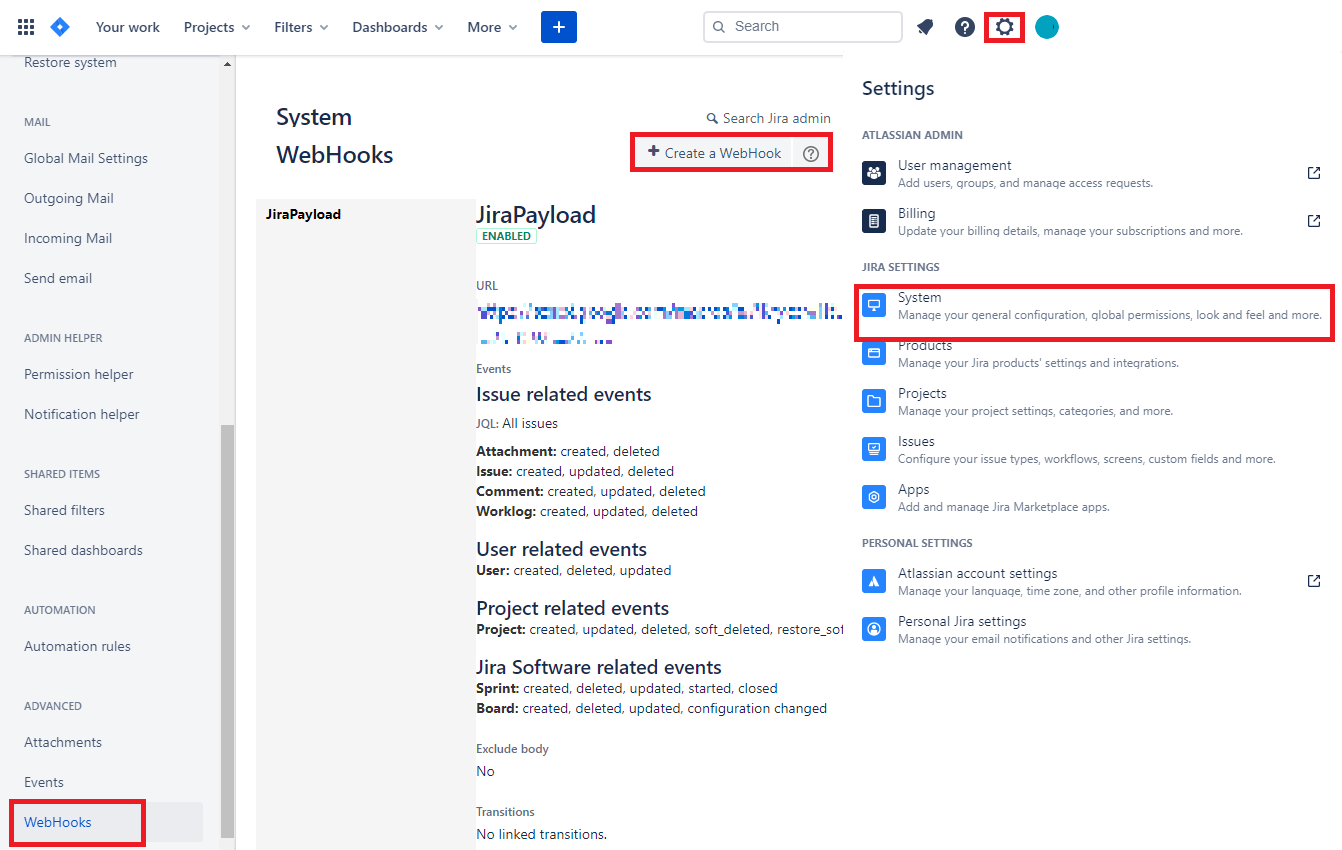 Your work
Projects
Filters
Dashboards
More
+
Search
Restore system
MAIL
Global Mail Settings
Outgoing Mail
Incoming Mail
Send email
ADMIN HELPER
Permission helper
Notification helper
SHARED ITEMS
Shared filters
Shared dashboards
AUTOMATION
Automation rules
ADVANCED
Attachments
Events
WebHooks
System
Search Jira admin
WebHooks
+ Create a WebHook
JiraPayload
JiraPayload
ENABLED
URL
Events
Issue related events
JQL: All issues
Attachment: created, deleted
Issue: created, updated, deleted
Comment: created, updated, deleted
Worklog: created, updated, deleted
User related events
User: created, deleted, updated
Project related events
Project: created, updated, deleted, soft_deleted, restore_sof
Jira Software related events
Sprint: created, deleted, updated, started, closed
Board: created, deleted, updated, configuration changed
Exclude body
No
Transitions
No linked transitions.
Settings
ATLASSIAN ADMIN
User management
Add users, groups, and manage access requests.
Billing
Update your billing details, manage your subscriptions and more.
JIRA SETTINGS
System
Manage your general configuration, global permissions, look and feel and more.
Products
Manage your Jira products' settings and integrations.
Projects
Manage your project settings, categories, and more.
Issues
Configure your issue types, workflows, screens, custom fields and more.
Apps
Add and manage Jira Marketplace apps.
PERSONAL SETTINGS
Atlassian account settings
Manage your language, time zone, and other profile information.
Personal Jira settings
Manage your email notifications and other Jira settings.